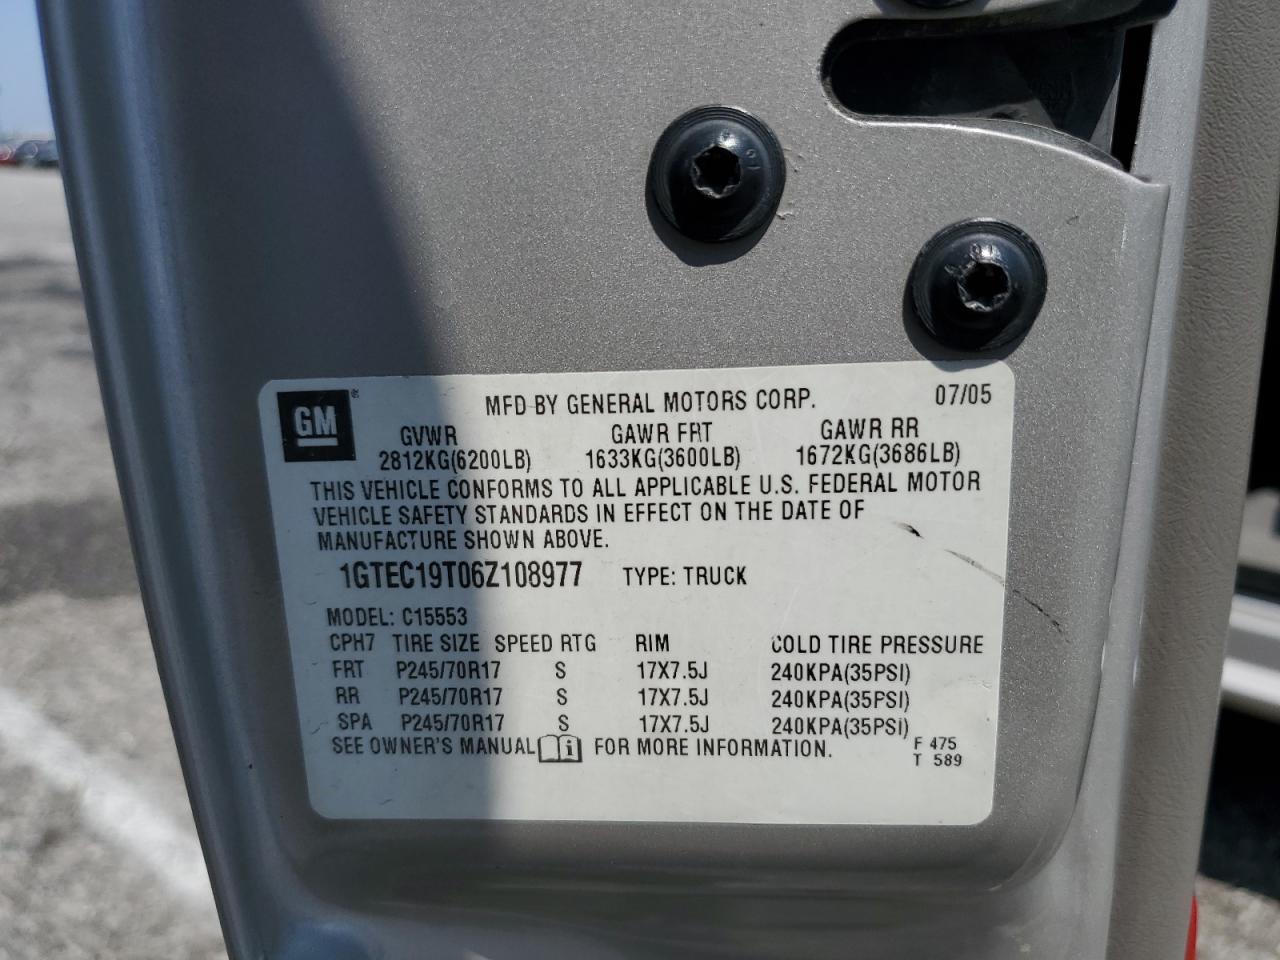 GM® MFD BY GENERAL MOTORS CORP. 07/05
GVWR GAWR FRT GAWR RR
2812KG(6200LB) 1633KG(3600LB) 1672KG(3686LB)
THIS VEHICLE CONFORMS TO ALL APPLICABLE U.S. FEDERAL MOTOR
VEHICLE SAFETY STANDARDS IN EFFECT ON THE DATE OF
MANUFACTURE SHOWN ABOVE.
1GTEC19T06Z108977 TYPE: TRUCK
MODEL: C15553
CPH7 TIRE SIZE SPEED RTG RIM COLD TIRE PRESSURE
FRT P245/70R17 S 17X7.5J 240KPA(35PSI)
RR P245/70R17 S 17X7.5J 240KPA(35PSI)
SPA P245/70R17 S 17X7.5J 240KPA(35PSI)
SEE OWNER'S MANUAL i FOR MORE INFORMATION. F 475
T 589